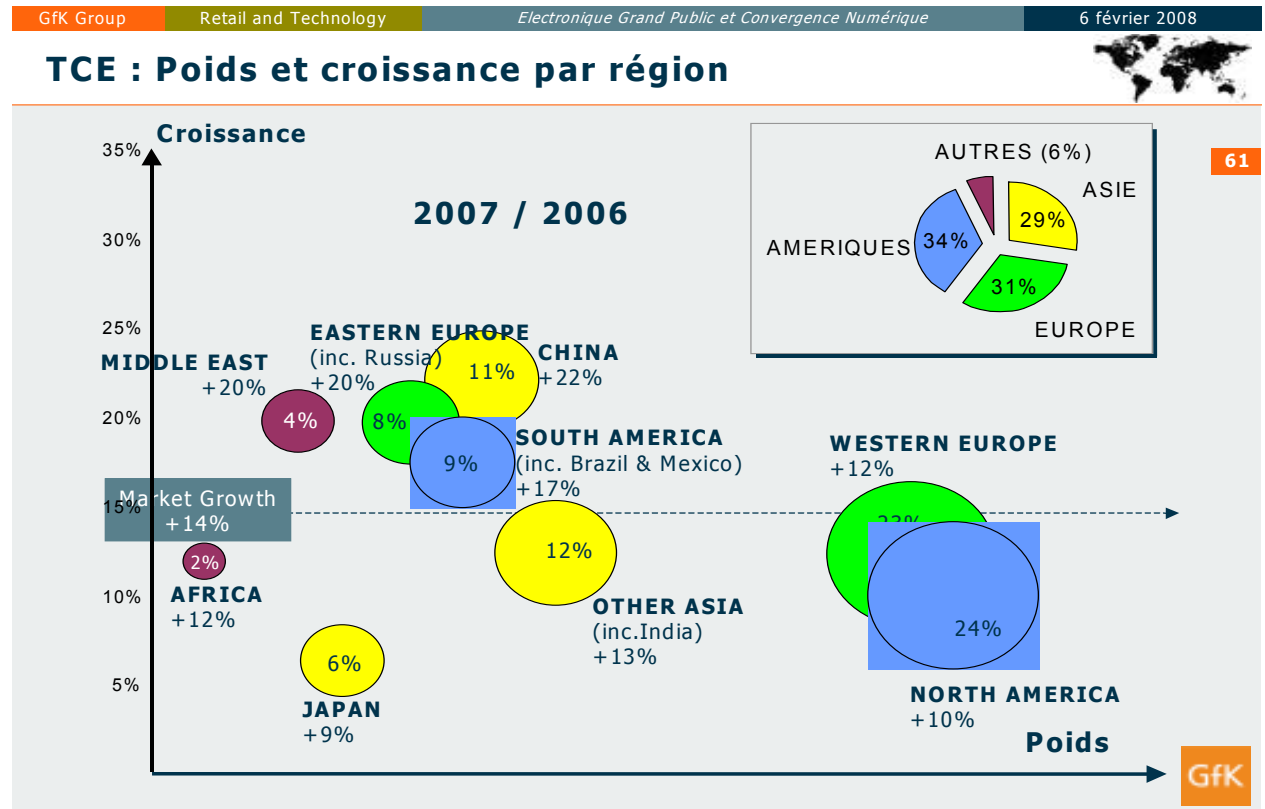 GfK Group
Retail and Technology
Electronique Grand Public et Convergence Numérique
6 février 2008
TCE : Poids et croissance par région
61
Croissance
35%
30%
25%
20%
15%
10%
5%
2007 / 2006
AUTRES (6%)
ASIE
29%
AMERIQUES
34%
31%
EUROPE
MIDDLE EAST
+20%
4%
EASTERN EUROPE
(inc. Russia)
+20%
8%
CHINA
+22%
11%
SOUTH AMERICA
(inc. Brazil & Mexico)
+17%
9%
WESTERN EUROPE
+12%
23%
Market Growth
+14%
2%
AFRICA
+12%
12%
OTHER ASIA
(inc.India)
+13%
6%
JAPAN
+9%
24%
NORTH AMERICA
+10%
Poids
GfK